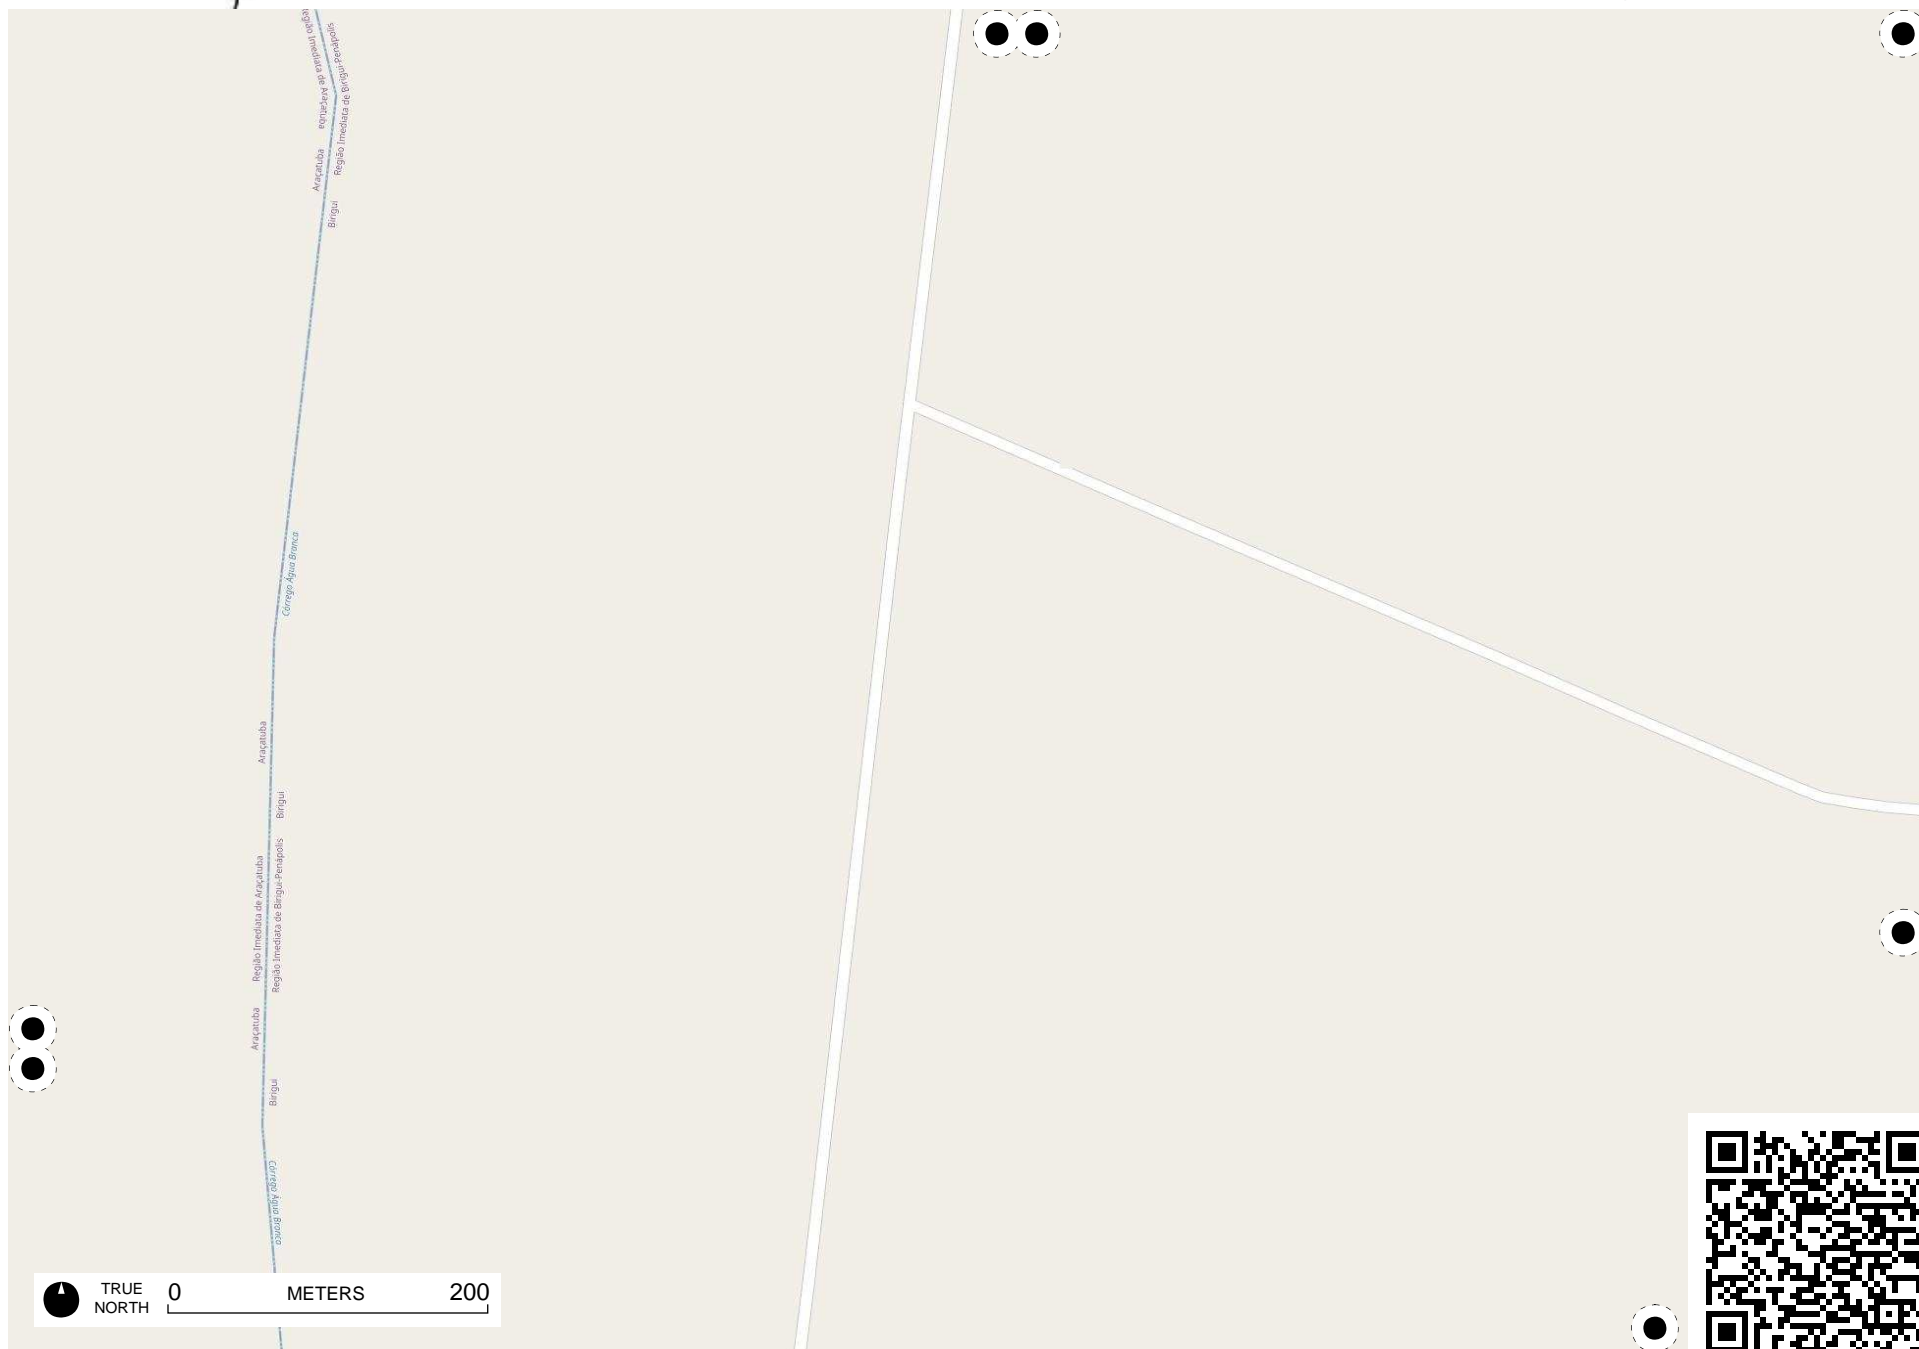 Região Imediata de Araçatuba
Região Imediata de Birigui-Penápolis
Araçatuba
Birigui
Córrego Água Branca
Araçatuba
Birigui
Região Imediata de Araçatuba
Região Imediata de Birigui-Penápolis
Araçatuba
Birigui
Córrego Água Branca
TRUE NORTH
0 METERS 200